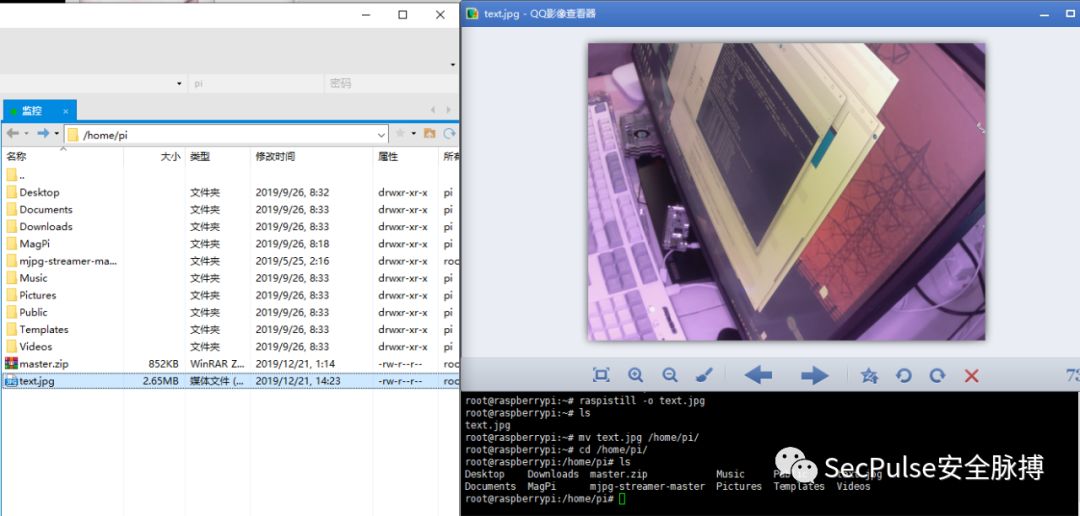 pi
密码
监控
/home/pi
名称 大小 类型 修改时间 属性 所有
..
Desktop 文件夹 2019/9/26, 8:32 drwxr-xr-x pi
Documents 文件夹 2019/9/26, 8:33 drwxr-xr-x pi
Downloads 文件夹 2019/9/26, 8:33 drwxr-xr-x pi
MagPi 文件夹 2019/9/26, 8:18 drwxr-xr-x pi
mjpg-streamer-ma... 文件夹 2019/5/25, 2:16 drwxr-xr-x roo
Music 文件夹 2019/9/26, 8:33 drwxr-xr-x pi
Pictures 文件夹 2019/9/26, 8:33 drwxr-xr-x pi
Public 文件夹 2019/9/26, 8:33 drwxr-xr-x pi
Templates 文件夹 2019/9/26, 8:33 drwxr-xr-x pi
Videos 文件夹 2019/9/26, 8:33 drwxr-xr-x pi
master.zip 852KB WinRAR Z... 2019/12/21, 1:14 -rw-r--r-- roo
text.jpg 2.65MB 媒体文件 (... 2019/12/21, 14:23 -rw-r--r-- roo
text.jpg - QQ影像查看器
root@raspberrypi:~# raspistill -o text.jpg
root@raspberrypi:~# ls
text.jpg
root@raspberrypi:~# mv text.jpg /home/pi/
root@raspberrypi:~# cd /home/pi/
root@raspberrypi:/home/pi# ls
Desktop Downloads master.zip Music
Documents MagPi mjpg-streamer-master Pictures Templates Videos
root@raspberrypi:/home/pi#
SecPulse安全脉搏